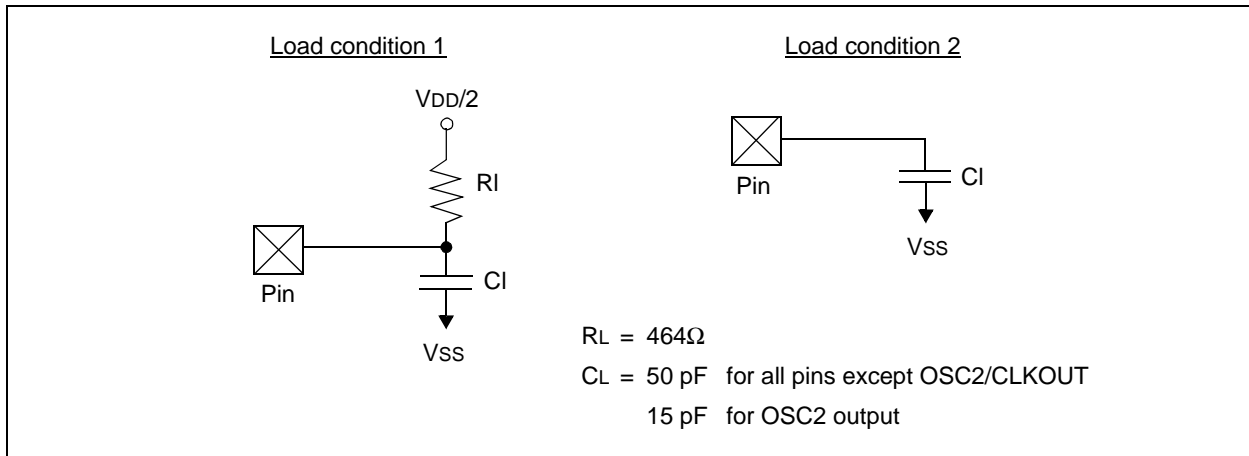 Load condition 1
VDD/2
Rl
Pin
Cl
VSS
Load condition 2
Pin
Cl
VSS
RL = 464Ω
CL = 50 pF for all pins except OSC2/CLKOUT
15 pF for OSC2 output